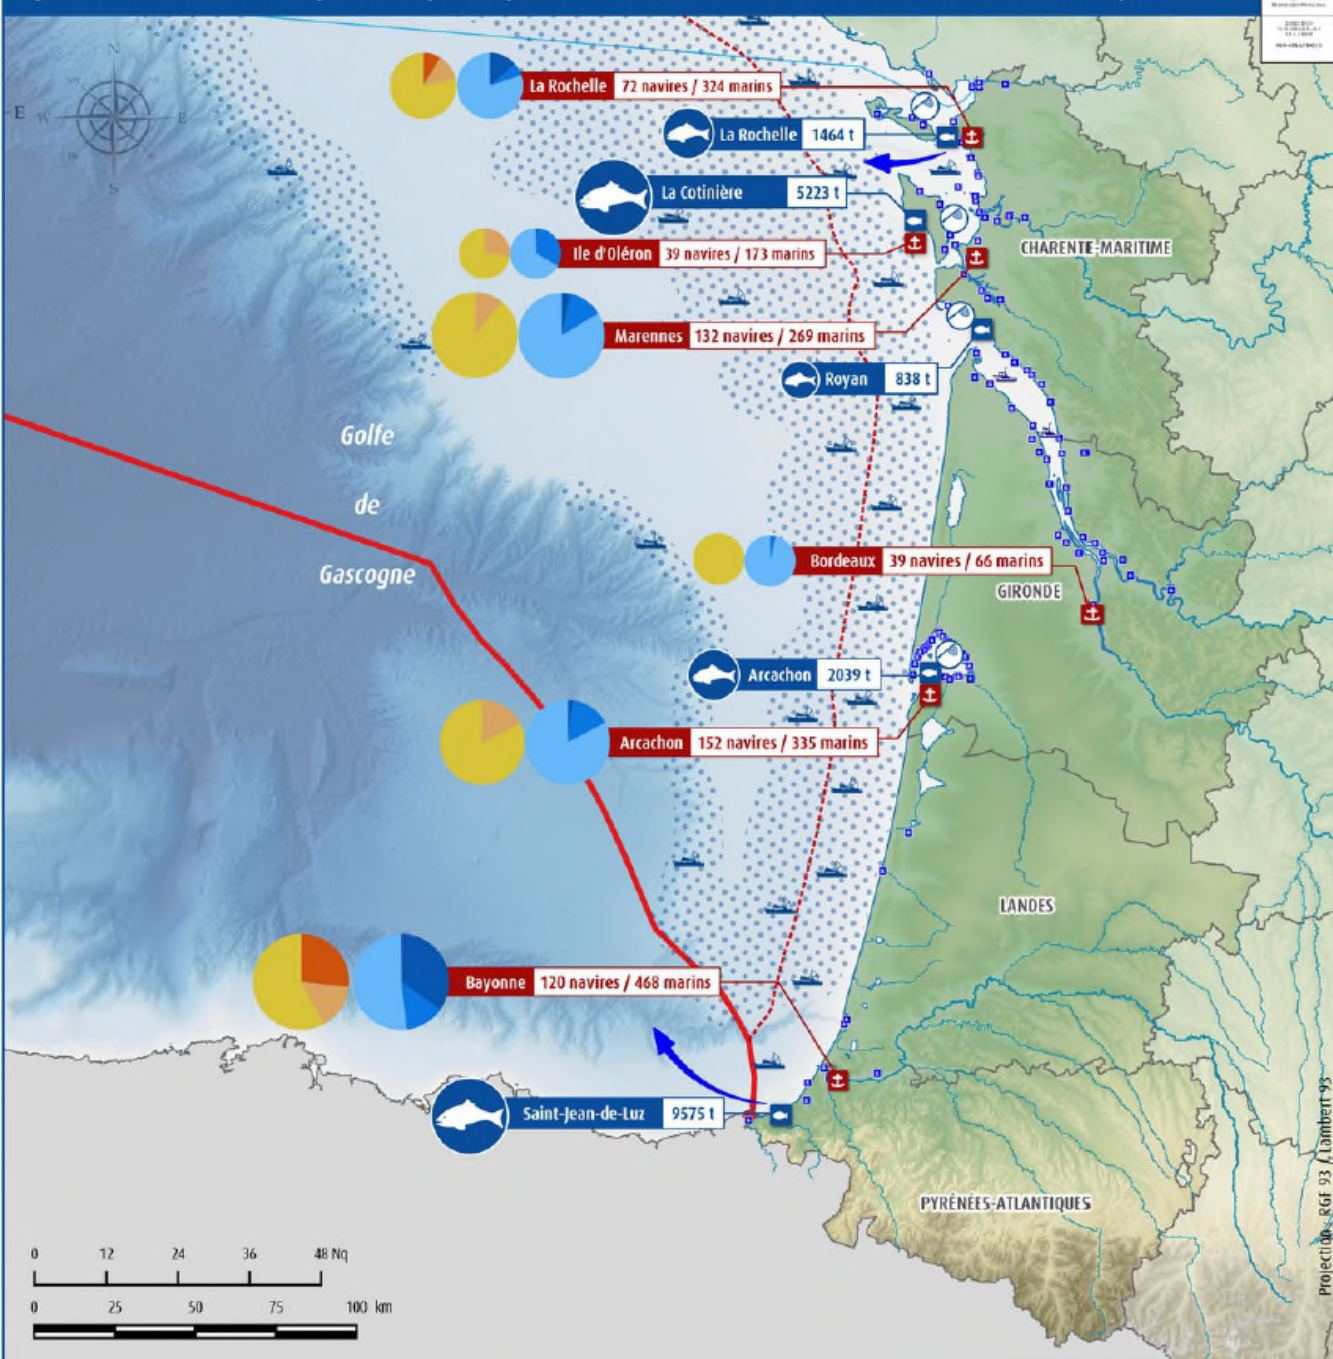 N
E
W
E
S
La Rochelle 72 navires / 324 marins
La Rochelle 1464 t
La Cotinière 5223 t
Ile d'Oléron 39 navires / 173 marins
CHARENTE-MARITIME
Marennes 132 navires / 269 marins
Royan 838 t
Golfe
de
Gascogne
Bordeaux 39 navires / 66 marins
GIRONDE
Arcachon 2039 t
Arcachon 152 navires / 335 marins
LANDES
Bayonne 120 navires / 468 marins
Saint-Jean-de-Luz 9575 t
PYRÉNÉES-ATLANTIQUES
0 12 24 36 48 Nq
0 25 50 75 100 km
Projection: RGF 93 / Lambert 93